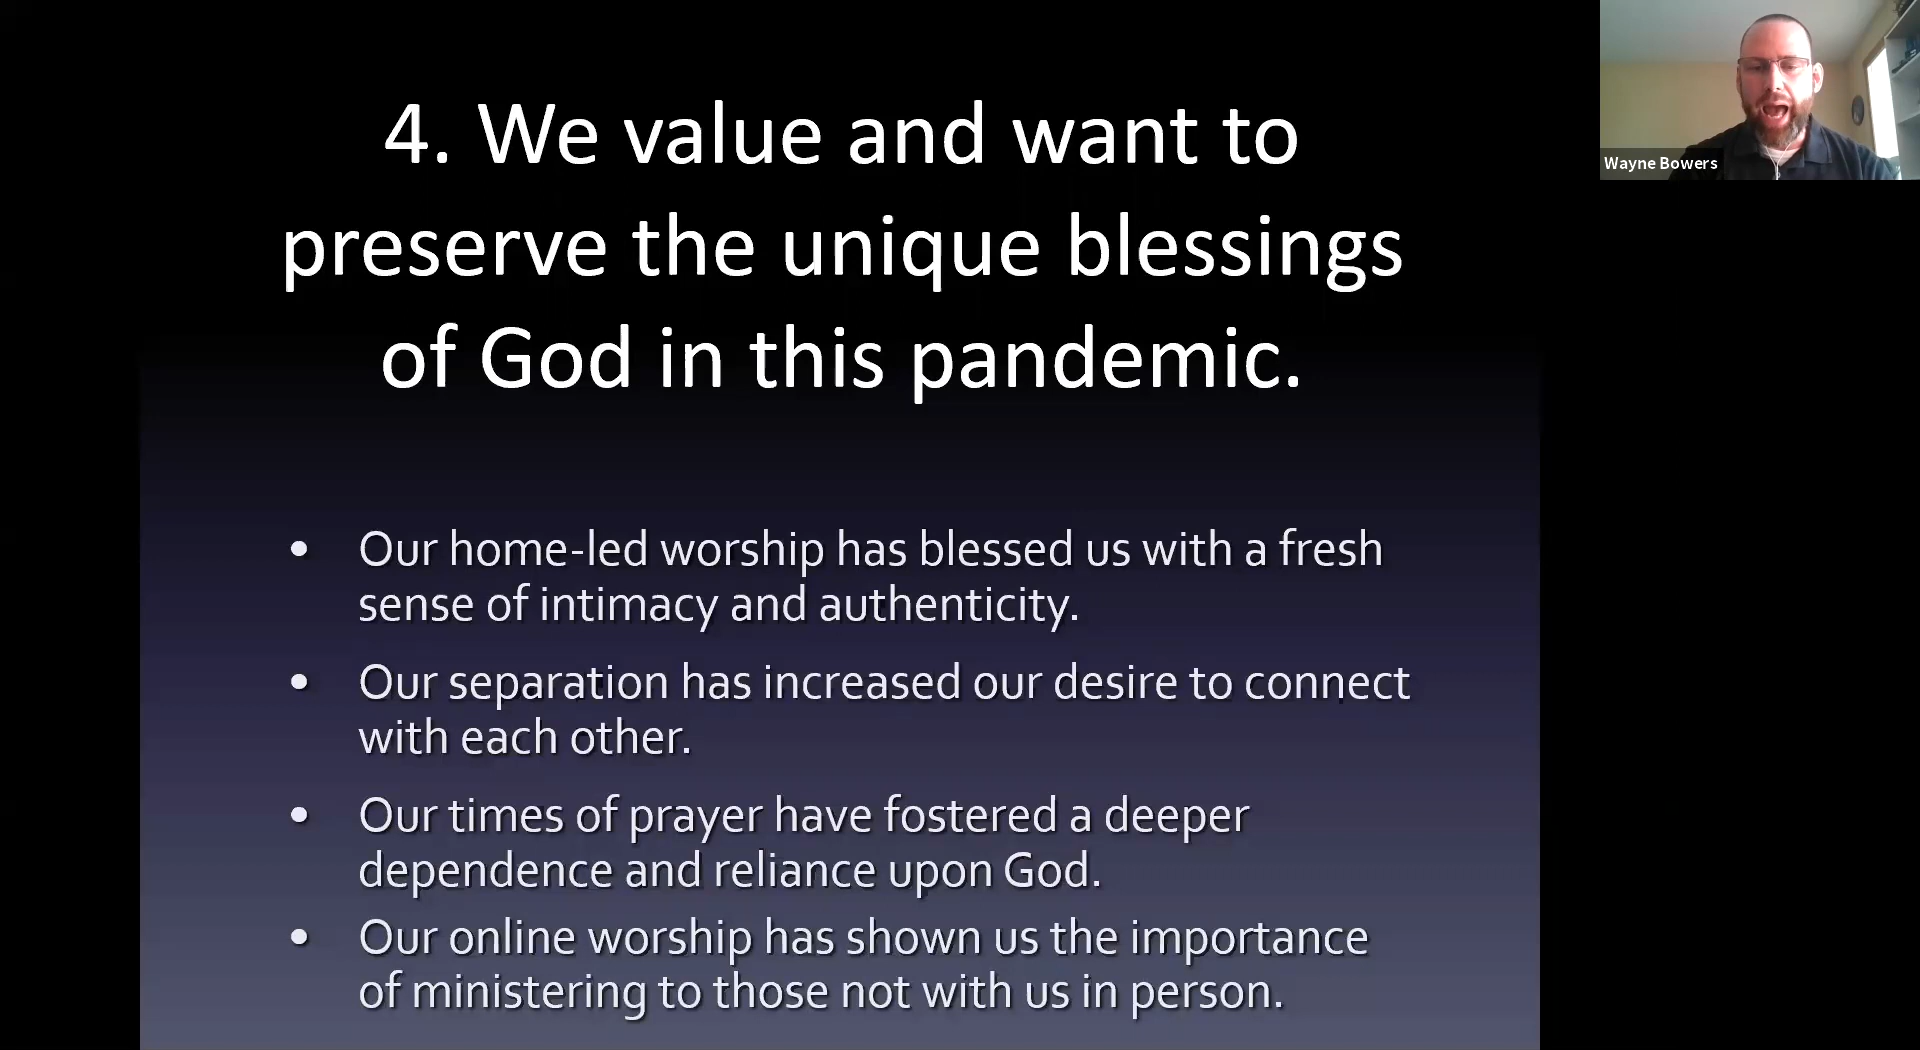 4. We value and want to
preserve the unique blessings
of God in this pandemic.
• Our home-led worship has blessed us with a fresh
sense of intimacy and authenticity.
• Our separation has increased our desire to connect
with each other.
• Our times of prayer have fostered a deeper
dependence and reliance upon God.
• Our online worship has shown us the importance
of ministering to those not with us in person.
Wayne Bowers